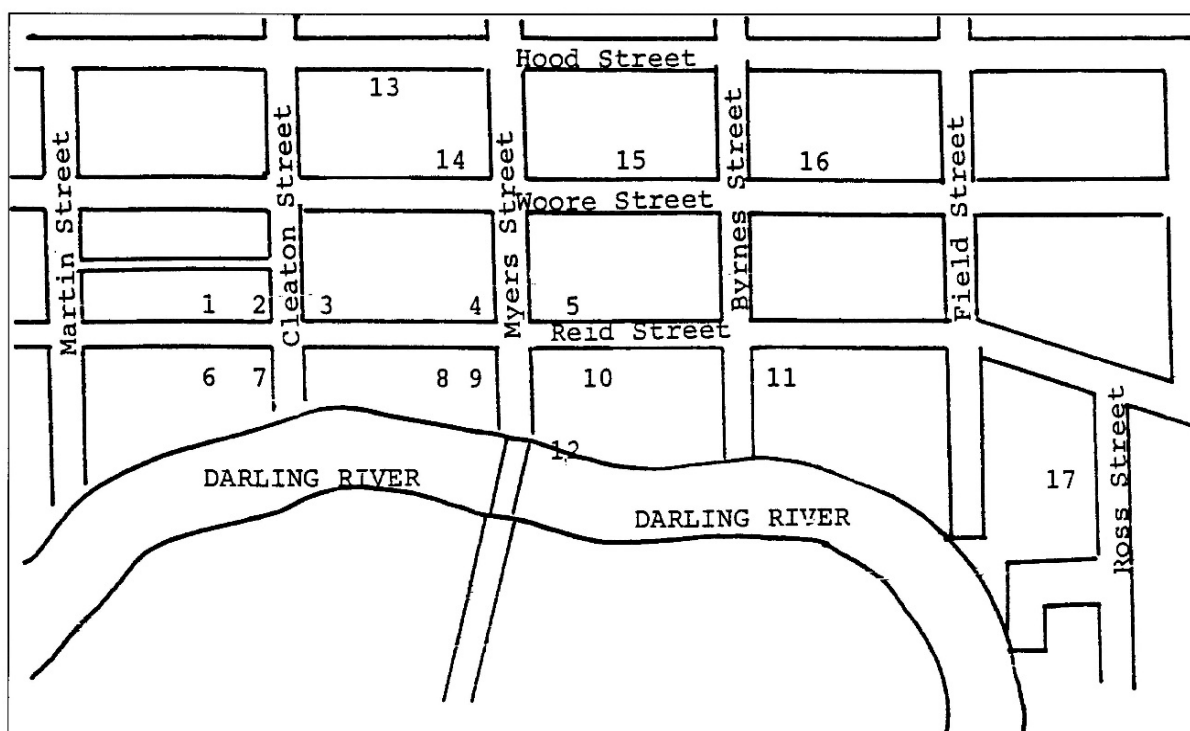 Hood Street
13
14
15
16
Woore Street
Martin Street
Cleaton Street
Myers Street
Byrnes Street
Field Street
1
2
3
4
5
Reid Street
6
7
8
9
10
11
12
DARLING RIVER
DARLING RIVER
17
Ross Street